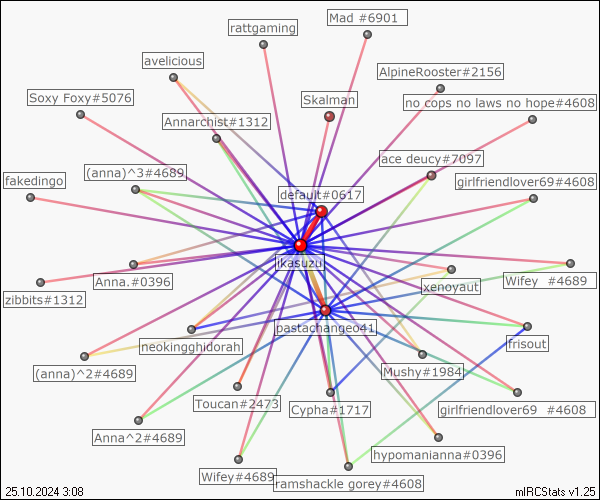 Mad #6901
rattgaming
avelicious
AlpineRooster#2156
Soxy Foxy#5076
Skalman
no cops no laws no hope#4608
Annarchist#1312
ace deucy#7097
(anna)^3#4689
fakedingo
girlfriendlover69#4608
default#0617
ikasuzu
Anna.#0396
xenoyaut
Wifey  #4689
zibbits#1312
pastachangeo41
neokingghidorah
frisout
(anna)^2#4689
Mushy#1984
Toucan#2473
Cypha#1717
girlfriendlover69  #4608
Anna^2#4689
hypomanianna#0396
Wifey#4689
ramshackle gorey#4608
25.10.2024 3:08
mIRCStats v1.25